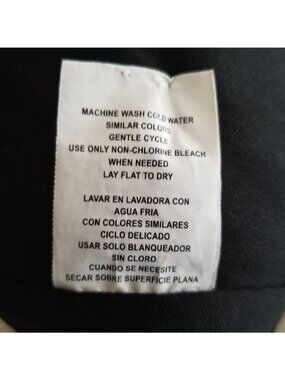 MACHINE WASH COLD WATER
SIMILAR COLORS
GENTLE CYCLE
USE ONLY NON-CHLORINE BLEACH
WHEN NEEDED
LAY FLAT TO DRY
LAVAR EN LAVADORA CON
AGUA FRIA
CON COLORES SIMILARES
CICLO DELICADO
USAR SOLO BLANQUEADOR
SIN CLORO
CUANDO SE NECESITE
SECAR SOBRE SUPERFICIE PLANA